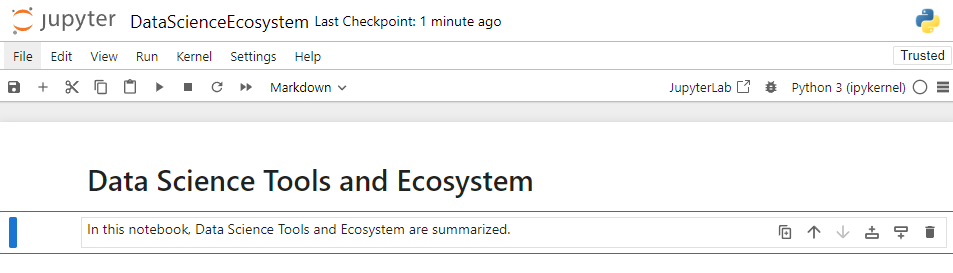 jupyter DataScienceEcosystem Last Checkpoint: 1 minute ago
File Edit View Run Kernel Settings Help Trusted
Markdown JupyterLab Python 3 (ipykernel)
Data Science Tools and Ecosystem
In this notebook, Data Science Tools and Ecosystem are summarized.